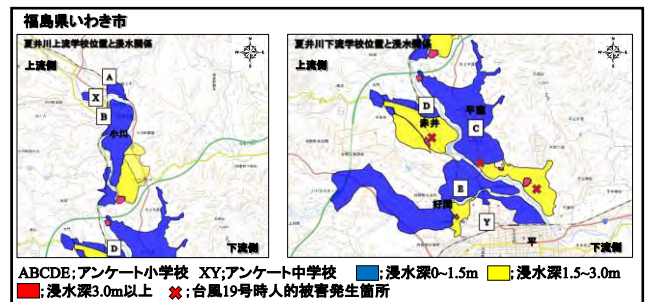 福島県いわき市
夏井川上流学校位置と浸水関係
上流側
A
X
B
小川
D
下流側
夏井川下流学校位置と浸水関係
上流側
D
平窪
赤井
C
E
好間
Y
平
下流側
ABCDE;アンケート小学校 XY;アンケート中学校 ;浸水深0~1.5m ;浸水深1.5~3.0m
;浸水深3.0m以上 ;台風19号時人的被害発生箇所